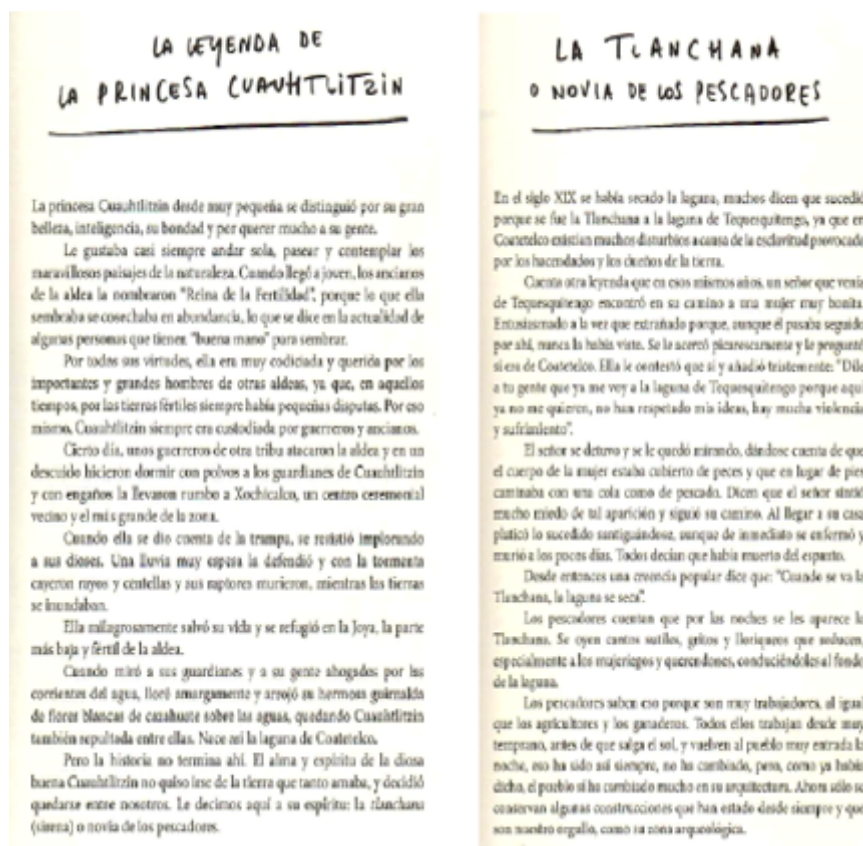 LA LEYENDA DE
LA PRINCESA CUAUHTLITZIN
La princesa Cuauhtlitzin desde muy pequeña se distinguió por su gran
belleza, inteligencia, su bondad y por querer mucho a su gente.
Le gustaba casi siempre andar sola, pasear y contemplar los
maravillosos paisajes de la naturaleza. Cuando llegó a joven, los ancianos
de la aldea la nombraron "Reina de la Fertilidad", porque lo que ella
sembraba se cosechaba en abundancia, lo que se dice en la actualidad de
algunas personas que tienen "buena mano" para sembrar.
Por todas sus virtudes, ella era muy codiciada y querida por los
importantes y grandes hombres de otras aldeas, ya que, en aquellos
tiempos, por las tierras fértiles siempre había pequeñas disputas. Por eso
mismo, Cuauhtlitzin siempre era custodiada por guerreros y ancianos.
Cierto día, unos guerreros de otra tribu atacaron la aldea y en un
descuido hicieron dormir con polvos a los guardianes de Cuauhtlitzin
y con engaños la llevaron rumbo a Xochicalco, un centro ceremonial
vecino y el más grande de la zona.
Cuando ella se dio cuenta de la trampa, se resistió implorando
a sus dioses. Una lluvia muy espesa la defendió y con la tormenta
cayeron rayos y centellas y sus raptores murieron, mientras las tierras
se inundaban.
Ella milagrosamente salvó su vida y se refugió en la Joya, la parte
más baja y fértil de la aldea.
Cuando miró a sus guardianes y a su gente ahogados por las
corrientes del agua, lloró amargamente y arrojó su hermosa guirnalda
de flores blancas de cazahuate sobre las aguas, quedando Cuauhtlitzin
también sepultada entre ellas. Nace así la laguna de Coatetelco.
Pero la historia no termina ahí. El alma y espíritu de la diosa
buena Cuauhtlitzin no quiso irse de la tierra que tanto amaba, y decidió
quedarse entre nosotros. Le decimos aquí a su espíritu: la tlanchana
(sirena) o novia de los pescadores.
LA TLANCHANA
O NOVIA DE LOS PESCADORES
En el siglo XIX se había secado la laguna, muchos dicen que sucedió
porque se fue la Tlanchana a la laguna de Tequesquitengo, ya que en
Coatetelco existían muchos disturbios a causa de la esclavitud provocada
por los hacendados y los dueños de la tierra.
Cuenta otra leyenda que en esos mismos años, un señor que venía
de Tequesquitengo encontró en su camino a una mujer muy bonita.
Entusiasmado a la vez que extrañado porque, aunque él pasaba seguido
por ahí, nunca la había visto. Se le acercó picarescamente y le preguntó
si era de Coatetelco. Ella le contestó que sí y añadió tristemente: "Dile
a tu gente que ya me voy a la laguna de Tequesquitengo porque aquí
ya no me quieren, no han respetado mis ideas, hay mucha violencia
y sufrimiento".
El señor se detuvo y se le quedó mirando, dándose cuenta de que
el cuerpo de la mujer estaba cubierto de peces y que en lugar de pies
caminaba con una cola como de pescado. Dicen que el señor sintió
mucho miedo de tal aparición y siguió su camino. Al llegar a su casa
platicó lo sucedido santiguándose, aunque de inmediato se enfermó y
murió a los pocos días. Todos decían que había muerto del espanto.
Desde entonces una creencia popular dice que: "Cuando se va la
Tlanchana, la laguna se seca".
Los pescadores cuentan que por las noches se les aparece la
Tlanchana. Se oyen cantos sutiles, gritos y lloriqueos que seducen,
especialmente a los mujeriegos y querendones, conduciéndoles al fondo
de la laguna.
Los pescadores saben eso porque son muy trabajadores, al igual
que los agricultores y los ganaderos. Todos ellos trabajan desde muy
temprano, antes de que salga el sol, y vuelven al pueblo muy entrada la
noche, eso ha sido así siempre, no ha cambiado, pero, como ya había
dicho, el pueblo sí ha cambiado mucho en su arquitectura. Ahora sólo se
conservan algunas construcciones que han estado desde siempre y que
son nuestro orgullo, como su zona arqueológica.